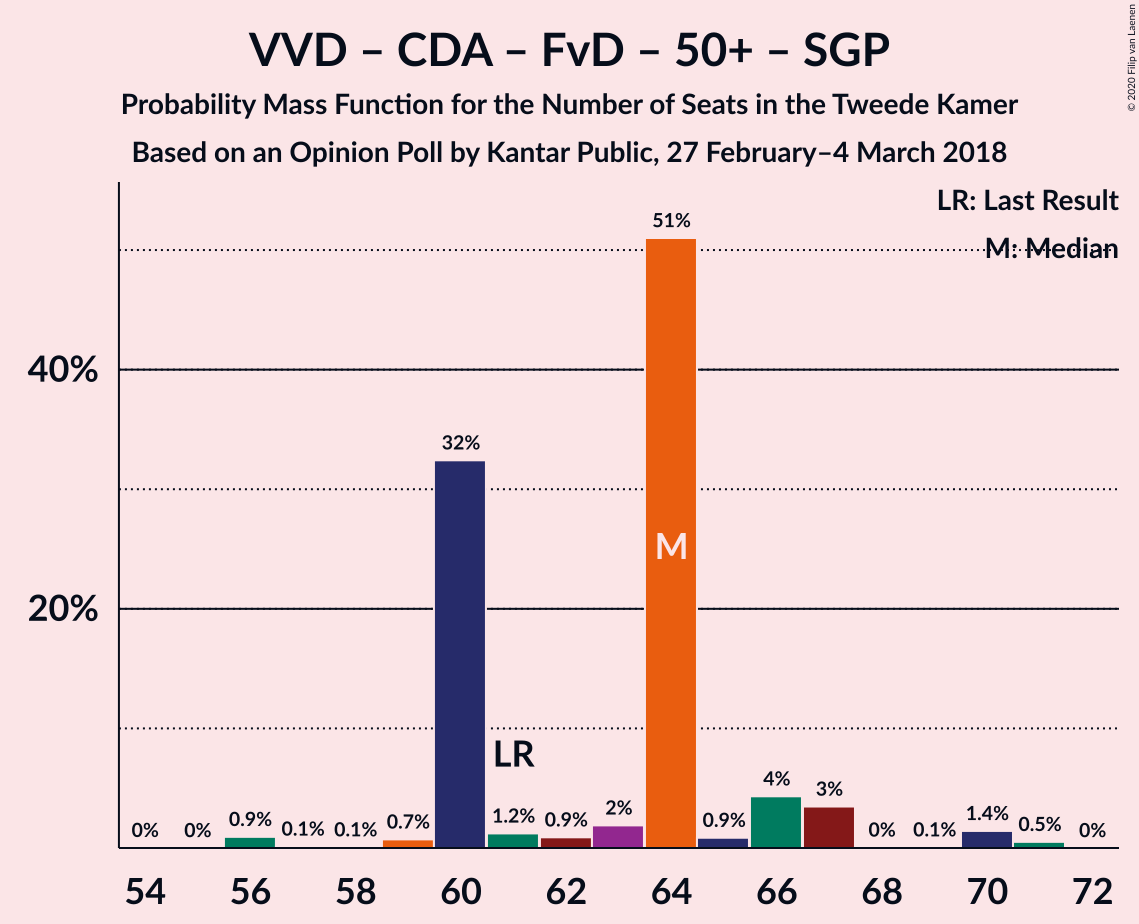 VVD – CDA – FvD – 50+ – SGP
Probability Mass Function for the Number of Seats in the Tweede Kamer
Based on an Opinion Poll by Kantar Public, 27 February–4 March 2018
© 2020 Filip van Laenen
LR: Last Result
M: Median
51%
40%
32%
M
20%
LR
0% 0% 0.9% 0.1% 0.1% 0.7% 1.2% 0.9% 2% 0.9% 4% 3% 0% 0.1% 1.4% 0.5% 0%
54 56 58 60 62 64 66 68 70 72